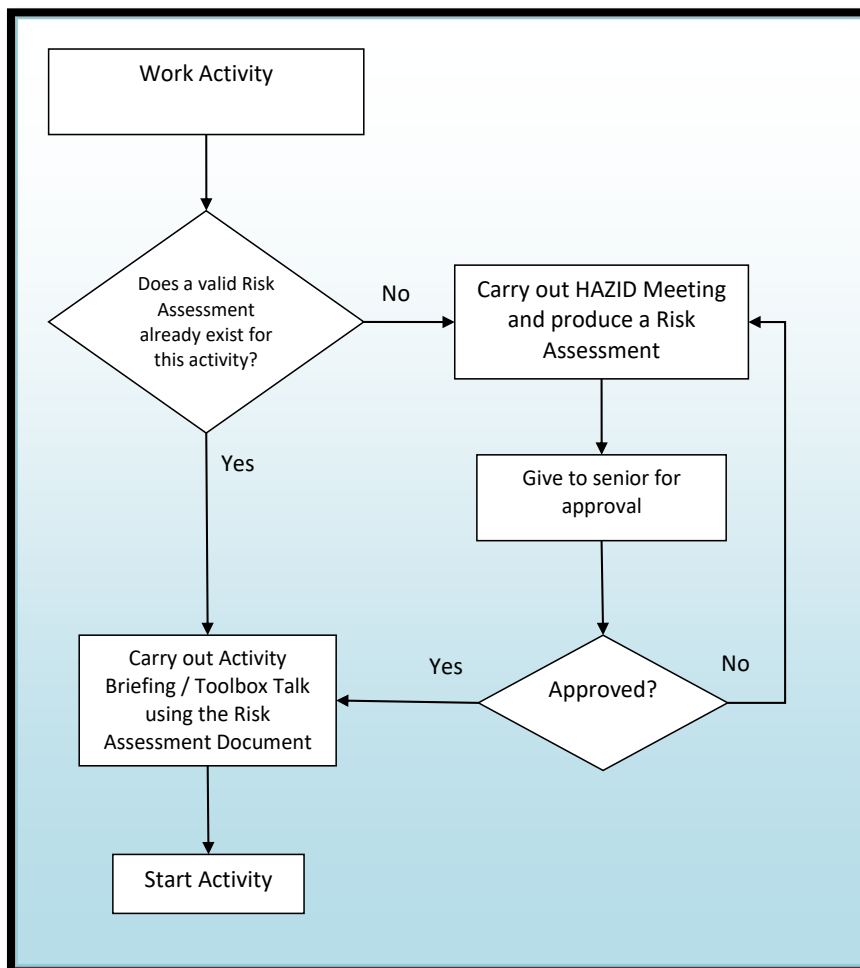 Work Activity
Does a valid Risk
Assessment
already exist for
this activity?
No
Carry out HAZID Meeting
and produce a Risk
Assessment
Yes
Give to senior for
approval
Carry out Activity
Briefing / Toolbox Talk
using the Risk
Assessment Document
Yes
Approved?
No
Start Activity